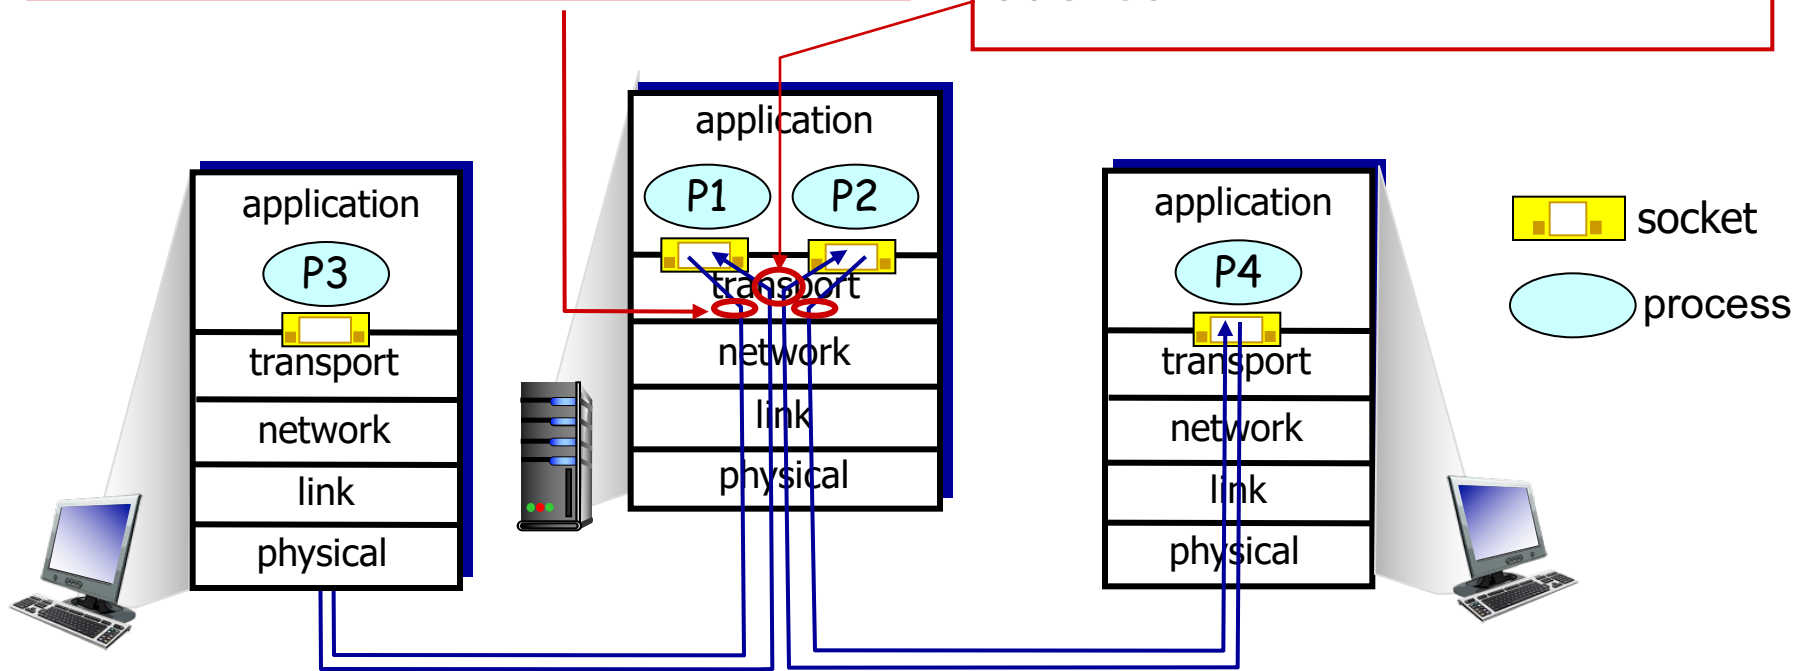 application
P1
P2
transport
network
link
physical
application
P3
transport
network
link
physical
application
P4
transport
network
link
physical
socket
process